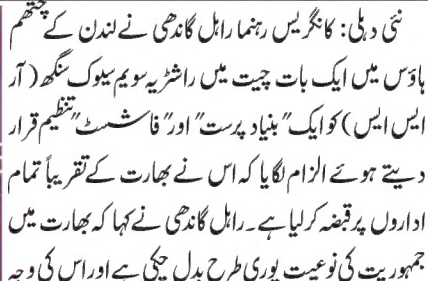 نئی دہلی: کانگریس رہنما راہل گاندھی نے لندن کے چتھم
ہاؤس میں ایک بات چیت میں راشٹریہ سویم سیوک سنگھ (آر
ایس ایس) کو ایک ”بنیاد پرست” اور ”فاشسٹ” تنظیم قرار
دیتے ہوئے الزام لگایا کہ اس نے بھارت کے تقریباً تمام
اداروں پر قبضہ کر لیا ہے۔ راہل گاندھی نے کہا کہ بھارت میں
جمہوریت کی نوعیت پوری طرح بدل چکی ہے اور اس کی وجہ